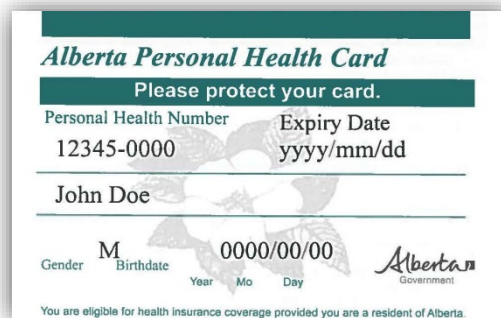 Alberta Personal Health Card
Please protect your card.
Personal Health Number Expiry Date
12345-0000 yyyy/mm/dd
John Doe
Gender M Birthdate 0000/00/00
Year Mo Day
Alberta
Government
You are eligible for health insurance coverage provided you are a resident of Alberta.